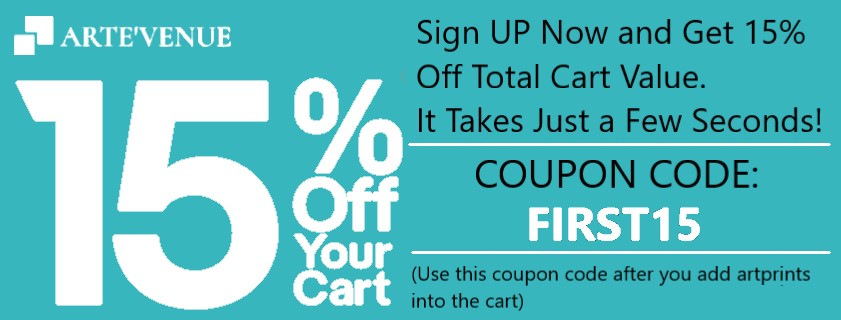 ARTE'VENUE
15%
Off
Your
Cart
Sign UP Now and Get 15%
Off Total Cart Value.
It Takes Just a Few Seconds!
COUPON CODE:
FIRST15
(Use this coupon code after you add artprints
into the cart)